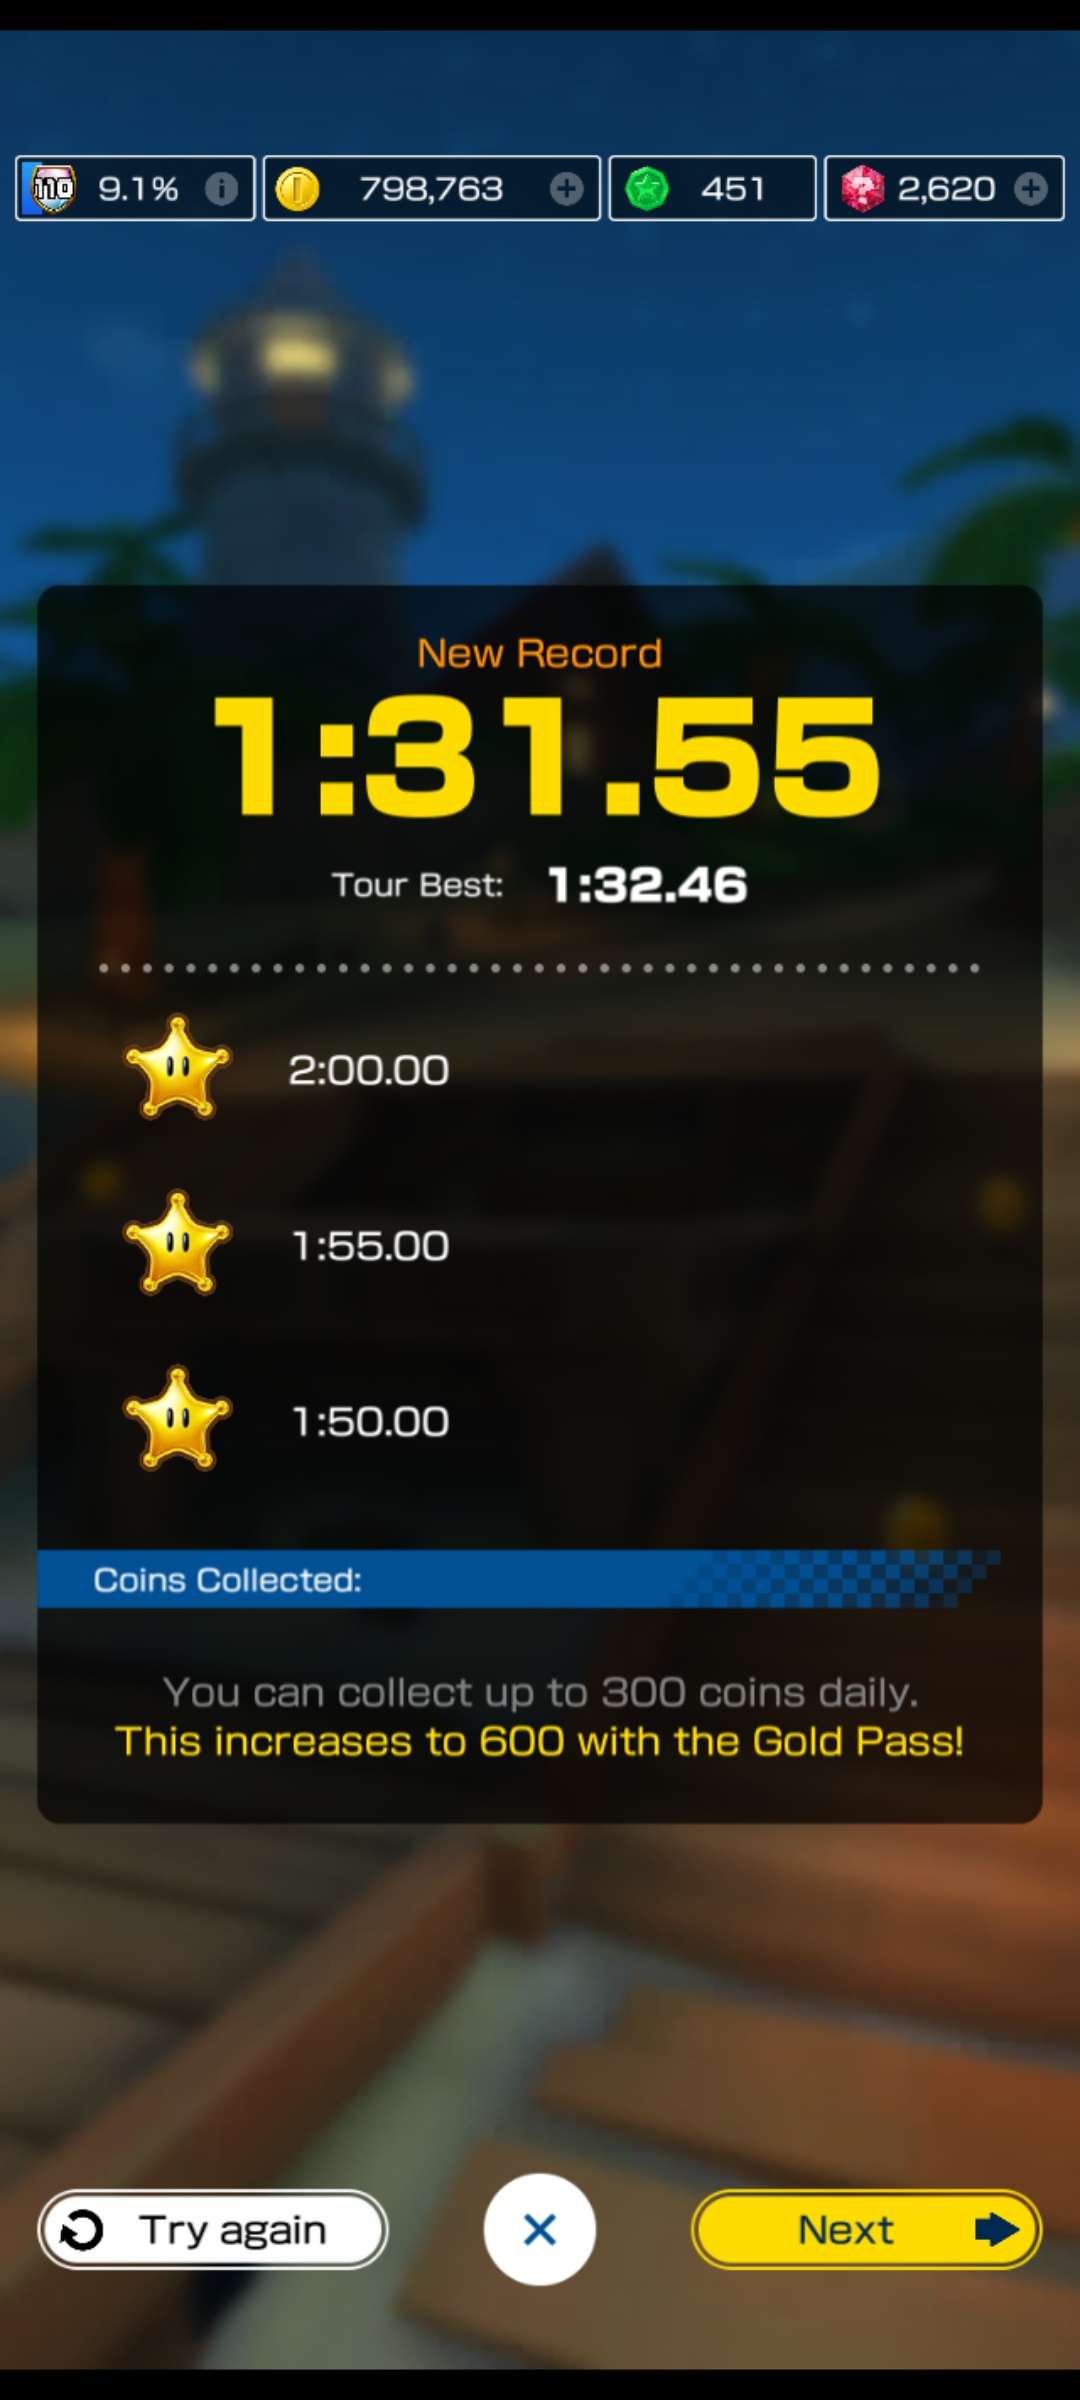 110 9.1% i 798,763 + 451 ? 2,620 +
New Record
1:31.55
Tour Best: 1:32.46
2:00.00
1:55.00
1:50.00
Coins Collected:
You can collect up to 300 coins daily.
This increases to 600 with the Gold Pass!
Try again × Next